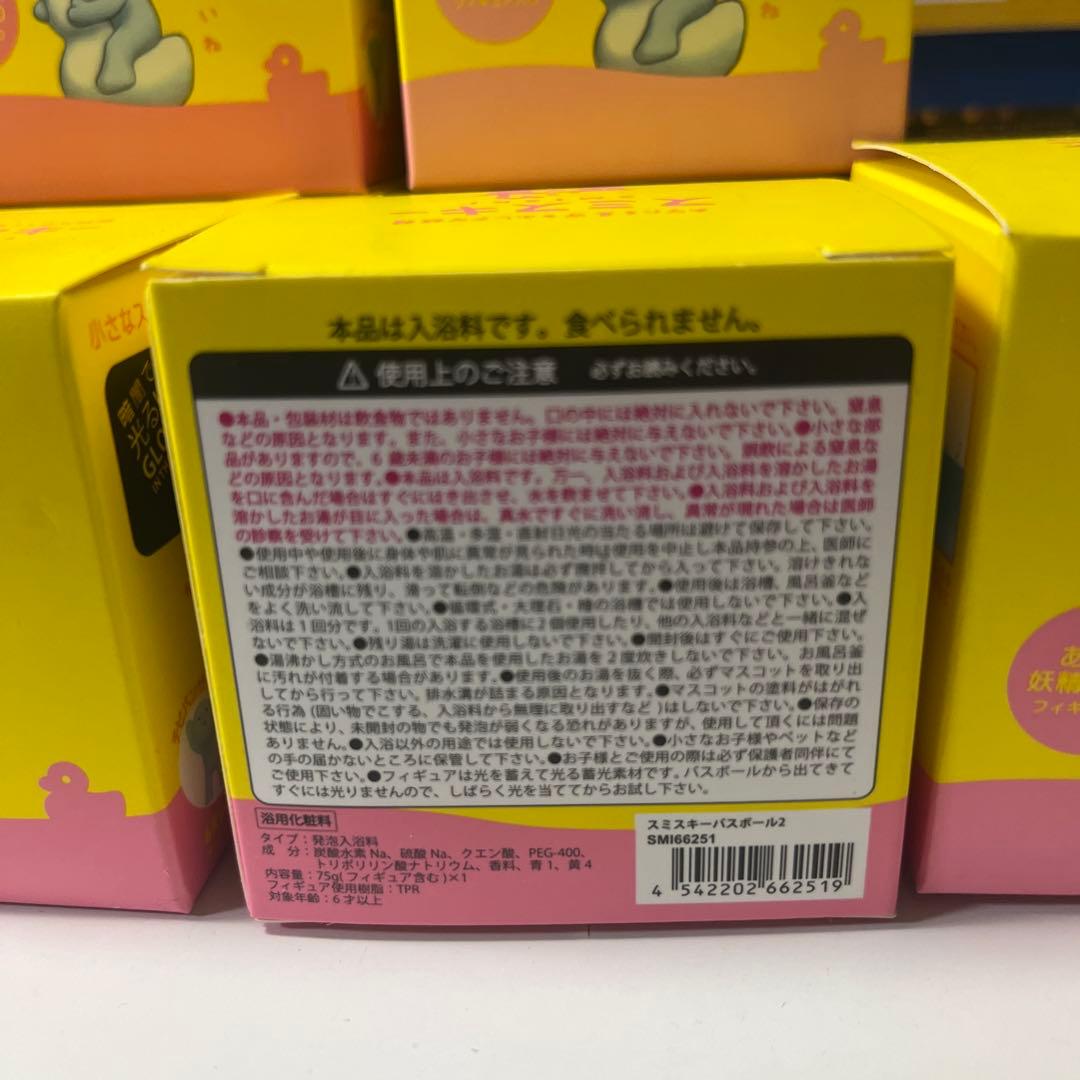 いね
フィギュア入り
スミスキー
小さなス
暗闇で
光る
GLO
IN T
あ
妖精
フィギ
本品は入浴料です。食べられません。
使用上のご注意 必ずお読みください。
●本品・包装材は飲食物ではありません。口の中には絶対に入れないで下さい。窒息
などの原因となります。また、小さなお子様には絶対に与えないで下さい。●小さな部
品がありますので、6歳未満のお子様には絶対に与えないで下さい。誤飲による窒息な
どの原因となります。●本品は入浴料です。万一、入浴料および入浴料を溶かしたお湯
を口に含んだ場合はすぐにはき出させ、水を飲ませて下さい。●入浴料および入浴料を
溶かしたお湯が目に入った場合は、真水ですぐに洗い流し、異常が現れた場合は医師
の診察を受けて下さい。●高温・多湿・直射日光の当たる場所は避けて保存して下さい。
●使用中や使用後に身体や肌に異常が見られた時は使用を中止し本品持参の上、医師に
ご相談下さい。●入浴料を溶かしたお湯は必ず攪拌してから入って下さい。溶けきれな
い成分が浴槽に残り、滑って転倒などの危険があります。●使用後は浴槽、風呂釜など
をよく洗い流して下さい。●循環式・大理石・檜の浴槽では使用しないで下さい。●入
浴料は1回分です。1回の入浴する浴槽に2個使用したり、他の入浴料などと一緒に混ぜ
ないで下さい。●残り湯は洗濯に使用しないで下さい。●開封後はすぐにご使用下さい。
●湯沸かし方式のお風呂で本品を使用したお湯を2度炊きしないで下さい。お風呂釜
に汚れが付着する場合があります。●使用後のお湯を抜く際、必ずマスコットを取り出
してから行って下さい。排水溝が詰まる原因となります。●マスコットの塗料がはがれ
る行為(固い物でこする、入浴料から無理に取り出すなど)はしないで下さい。●保存の
状態により、未開封の物でも発泡が弱くなる恐れがありますが、使用して頂くには問題
ありません。●入浴以外の用途では使用しないで下さい。●小さなお子様やペットなど
の手の届かないところに保管して下さい。●お子様とご使用の際は必ず保護者同伴にて
ご使用下さい。●フィギュアは光を蓄えて光る蓄光素材です。バスボールから出てきて
すぐには光りませんので、しばらく光を当ててからお試し下さい。
浴用化粧料
タイプ：発泡入浴料
成 分：炭酸水素Na、硫酸Na、クエン酸、PEG-400、
トリポリリン酸ナトリウム、香料、青1、黄4
内容量：75g(フィギュア含む)×1
フィギュア使用樹脂：TPR
対象年齢：6才以上
スミスキーバスボール2
SMI66251
4 542202 662519